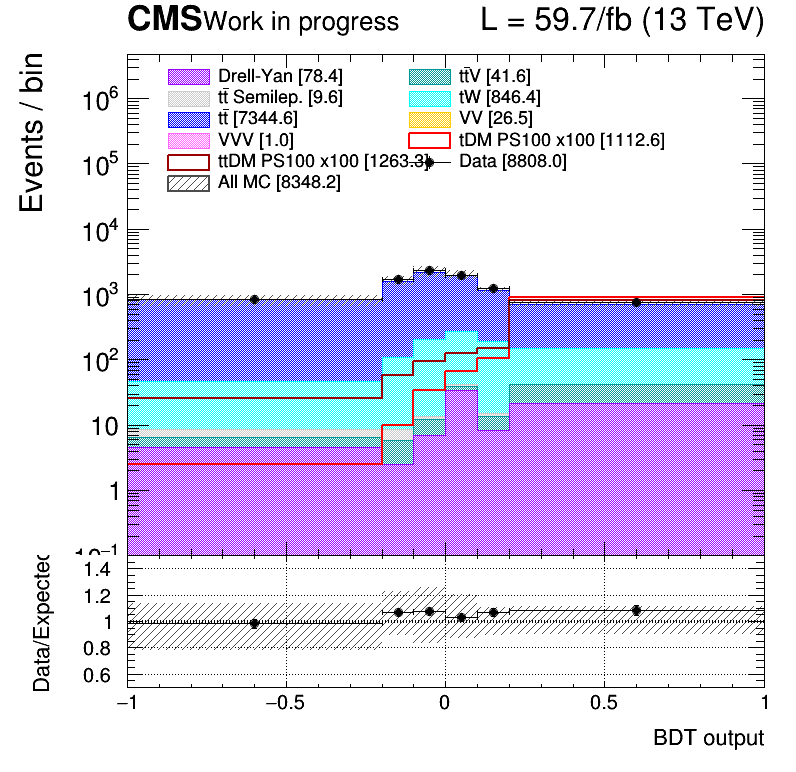 CMS Work in progress L = 59.7/fb (13 TeV)
Events / bin
Drell-Yan [78.4] tt̄V [41.6]
tt̄ Semilep. [9.6] tW [846.4]
tt̄ [7344.6] VV [26.5]
VVV [1.0] tDM PS100 x100 [1112.6]
ttDM PS100 x100 [1263.3] Data [8808.0]
All MC [8348.2]
10⁶
10⁵
10⁴
10³
10²
10
1
10⁻¹
Data/Expected
1.4
1.2
1
0.8
0.6
−1 −0.5 0 0.5 1
BDT output